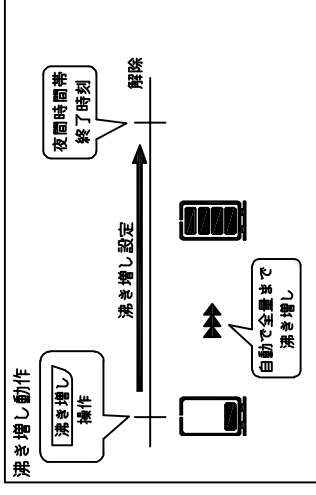 沸き増し動作
沸き増し
操作
沸き増し設定
夜間時間帯
終了時刻
解除
自動で全量まで
沸き増し